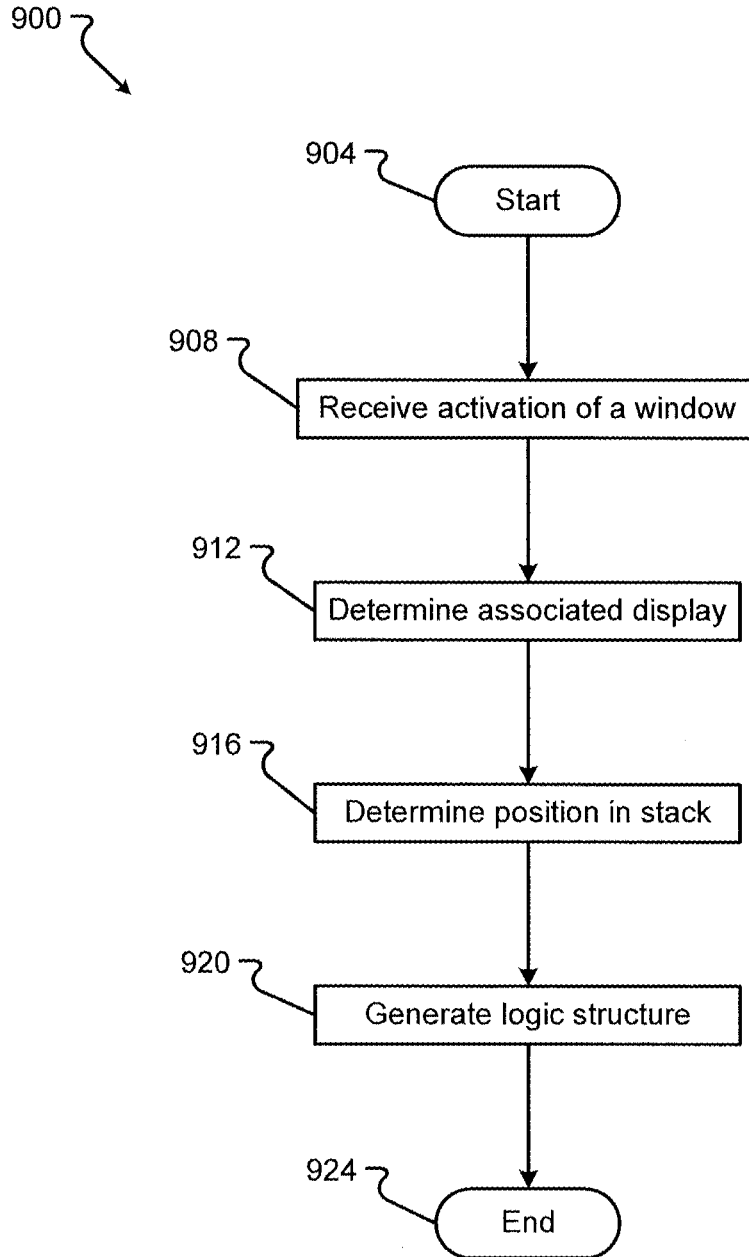 900
904
Start
908
Receive activation of a window
912
Determine associated display
916
Determine position in stack
920
Generate logic structure
924
End